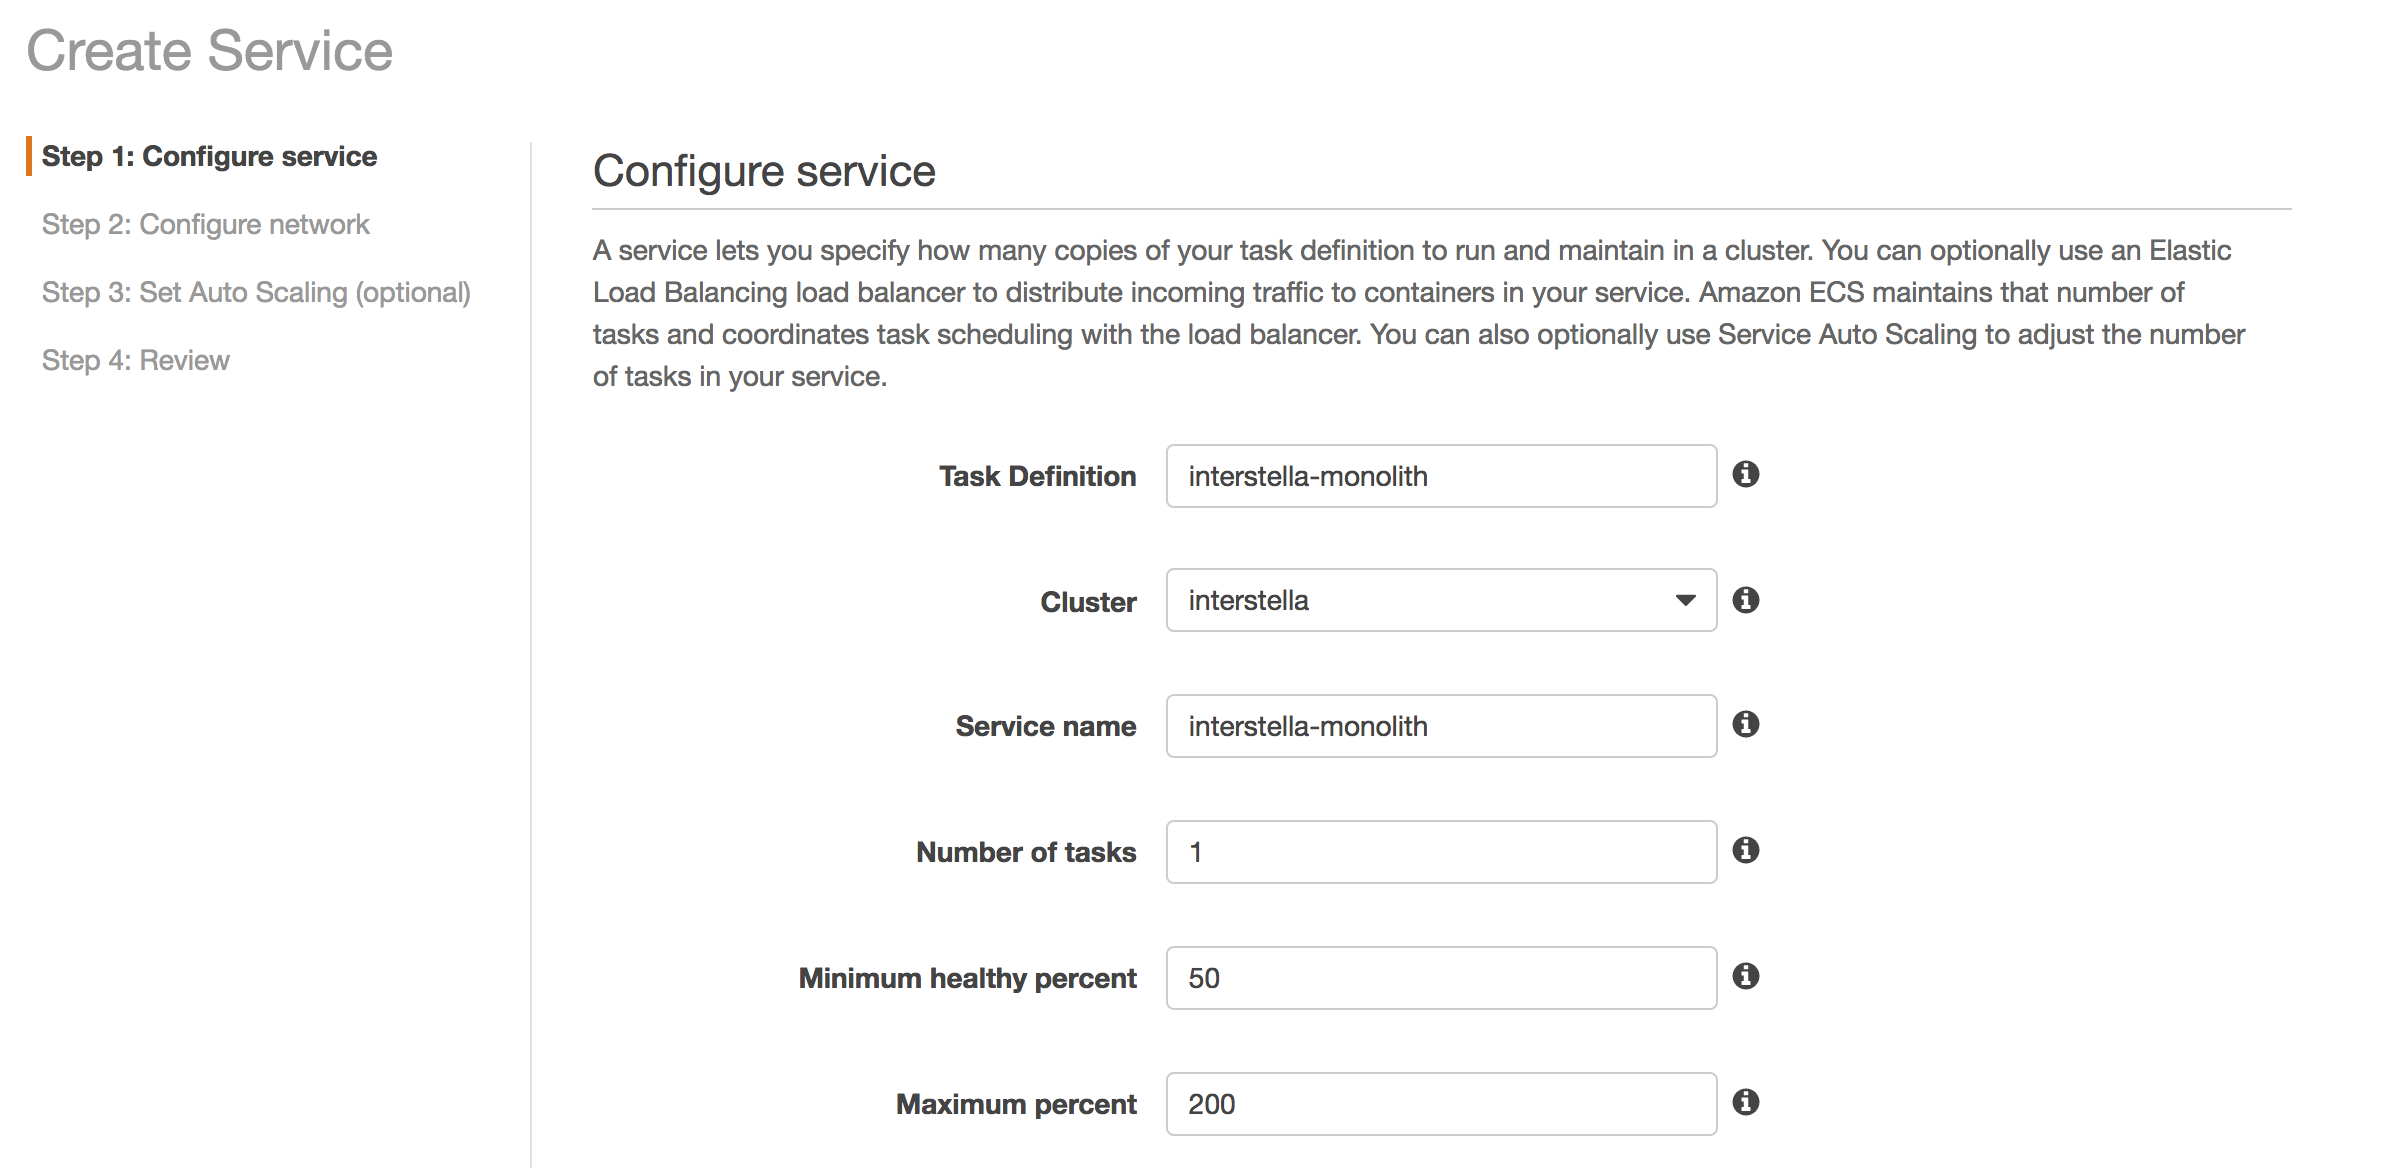 Create Service
Step 1: Configure service
Step 2: Configure network
Step 3: Set Auto Scaling (optional)
Step 4: Review
Configure service
A service lets you specify how many copies of your task definition to run and maintain in a cluster. You can optionally use an Elastic
Load Balancing load balancer to distribute incoming traffic to containers in your service. Amazon ECS maintains that number of
tasks and coordinates task scheduling with the load balancer. You can also optionally use Service Auto Scaling to adjust the number
of tasks in your service.
Task Definition interstella-monolith
Cluster interstella
Service name interstella-monolith
Number of tasks 1
Minimum healthy percent 50
Maximum percent 200